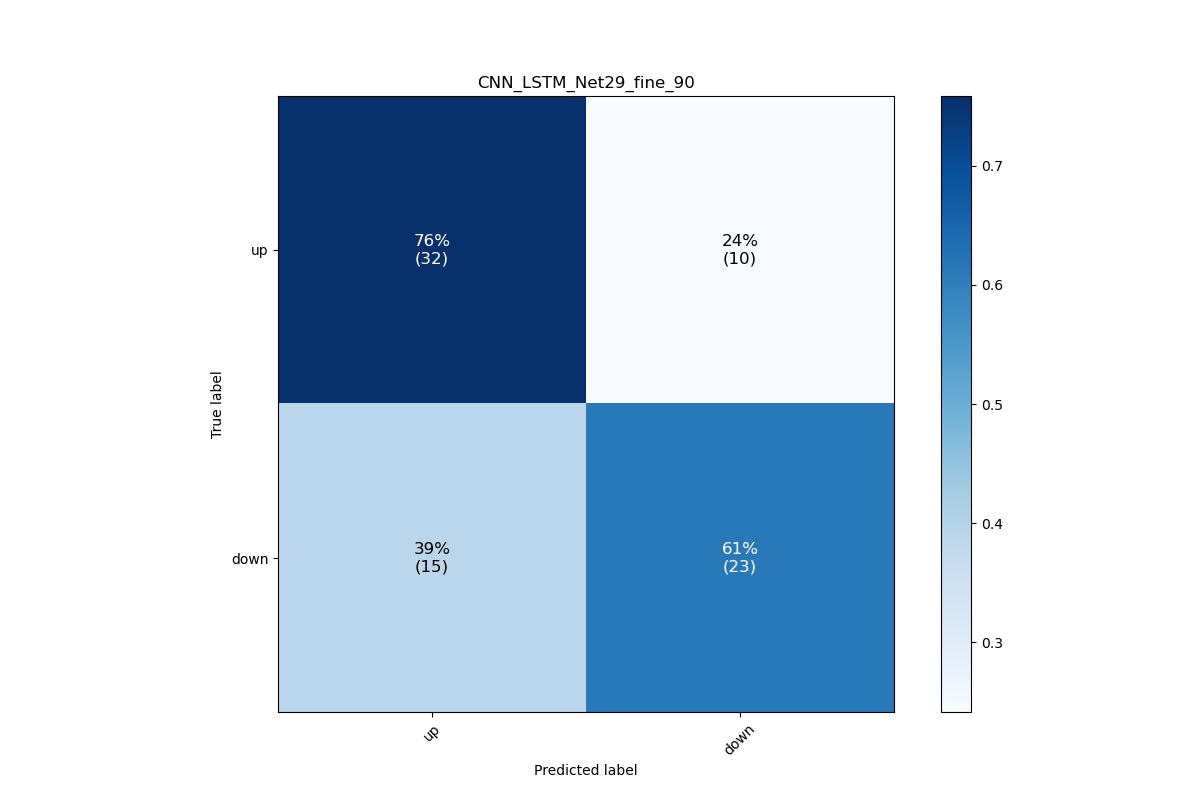 CNN_LSTM_Net29_fine_90
76%
(32)
24%
(10)
up
39%
(15)
61%
(23)
down
True label
up
down
Predicted label
0.7
0.6
0.5
0.4
0.3